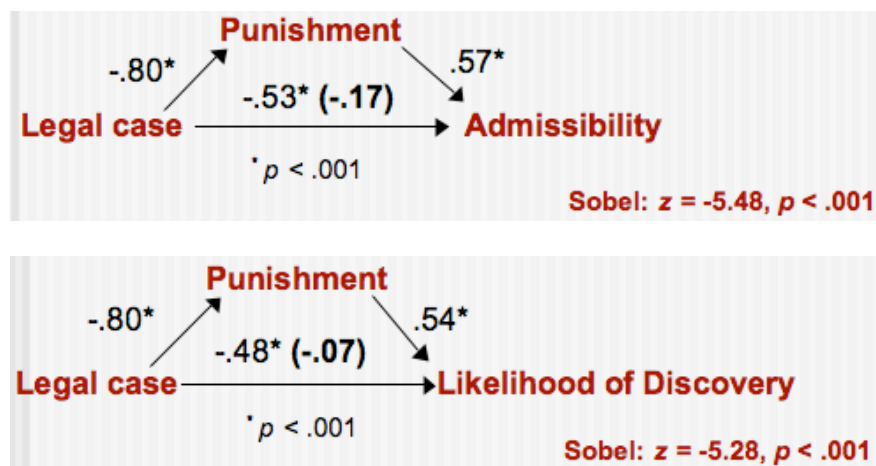 Punishment
-.80*
.57*
-.53* (-.17)
Legal case
Admissibility
* p < .001
Sobel: z = -5.48, p < .001
Punishment
-.80*
.54*
-.48* (-.07)
Legal case
Likelihood of Discovery
* p < .001
Sobel: z = -5.28, p < .001